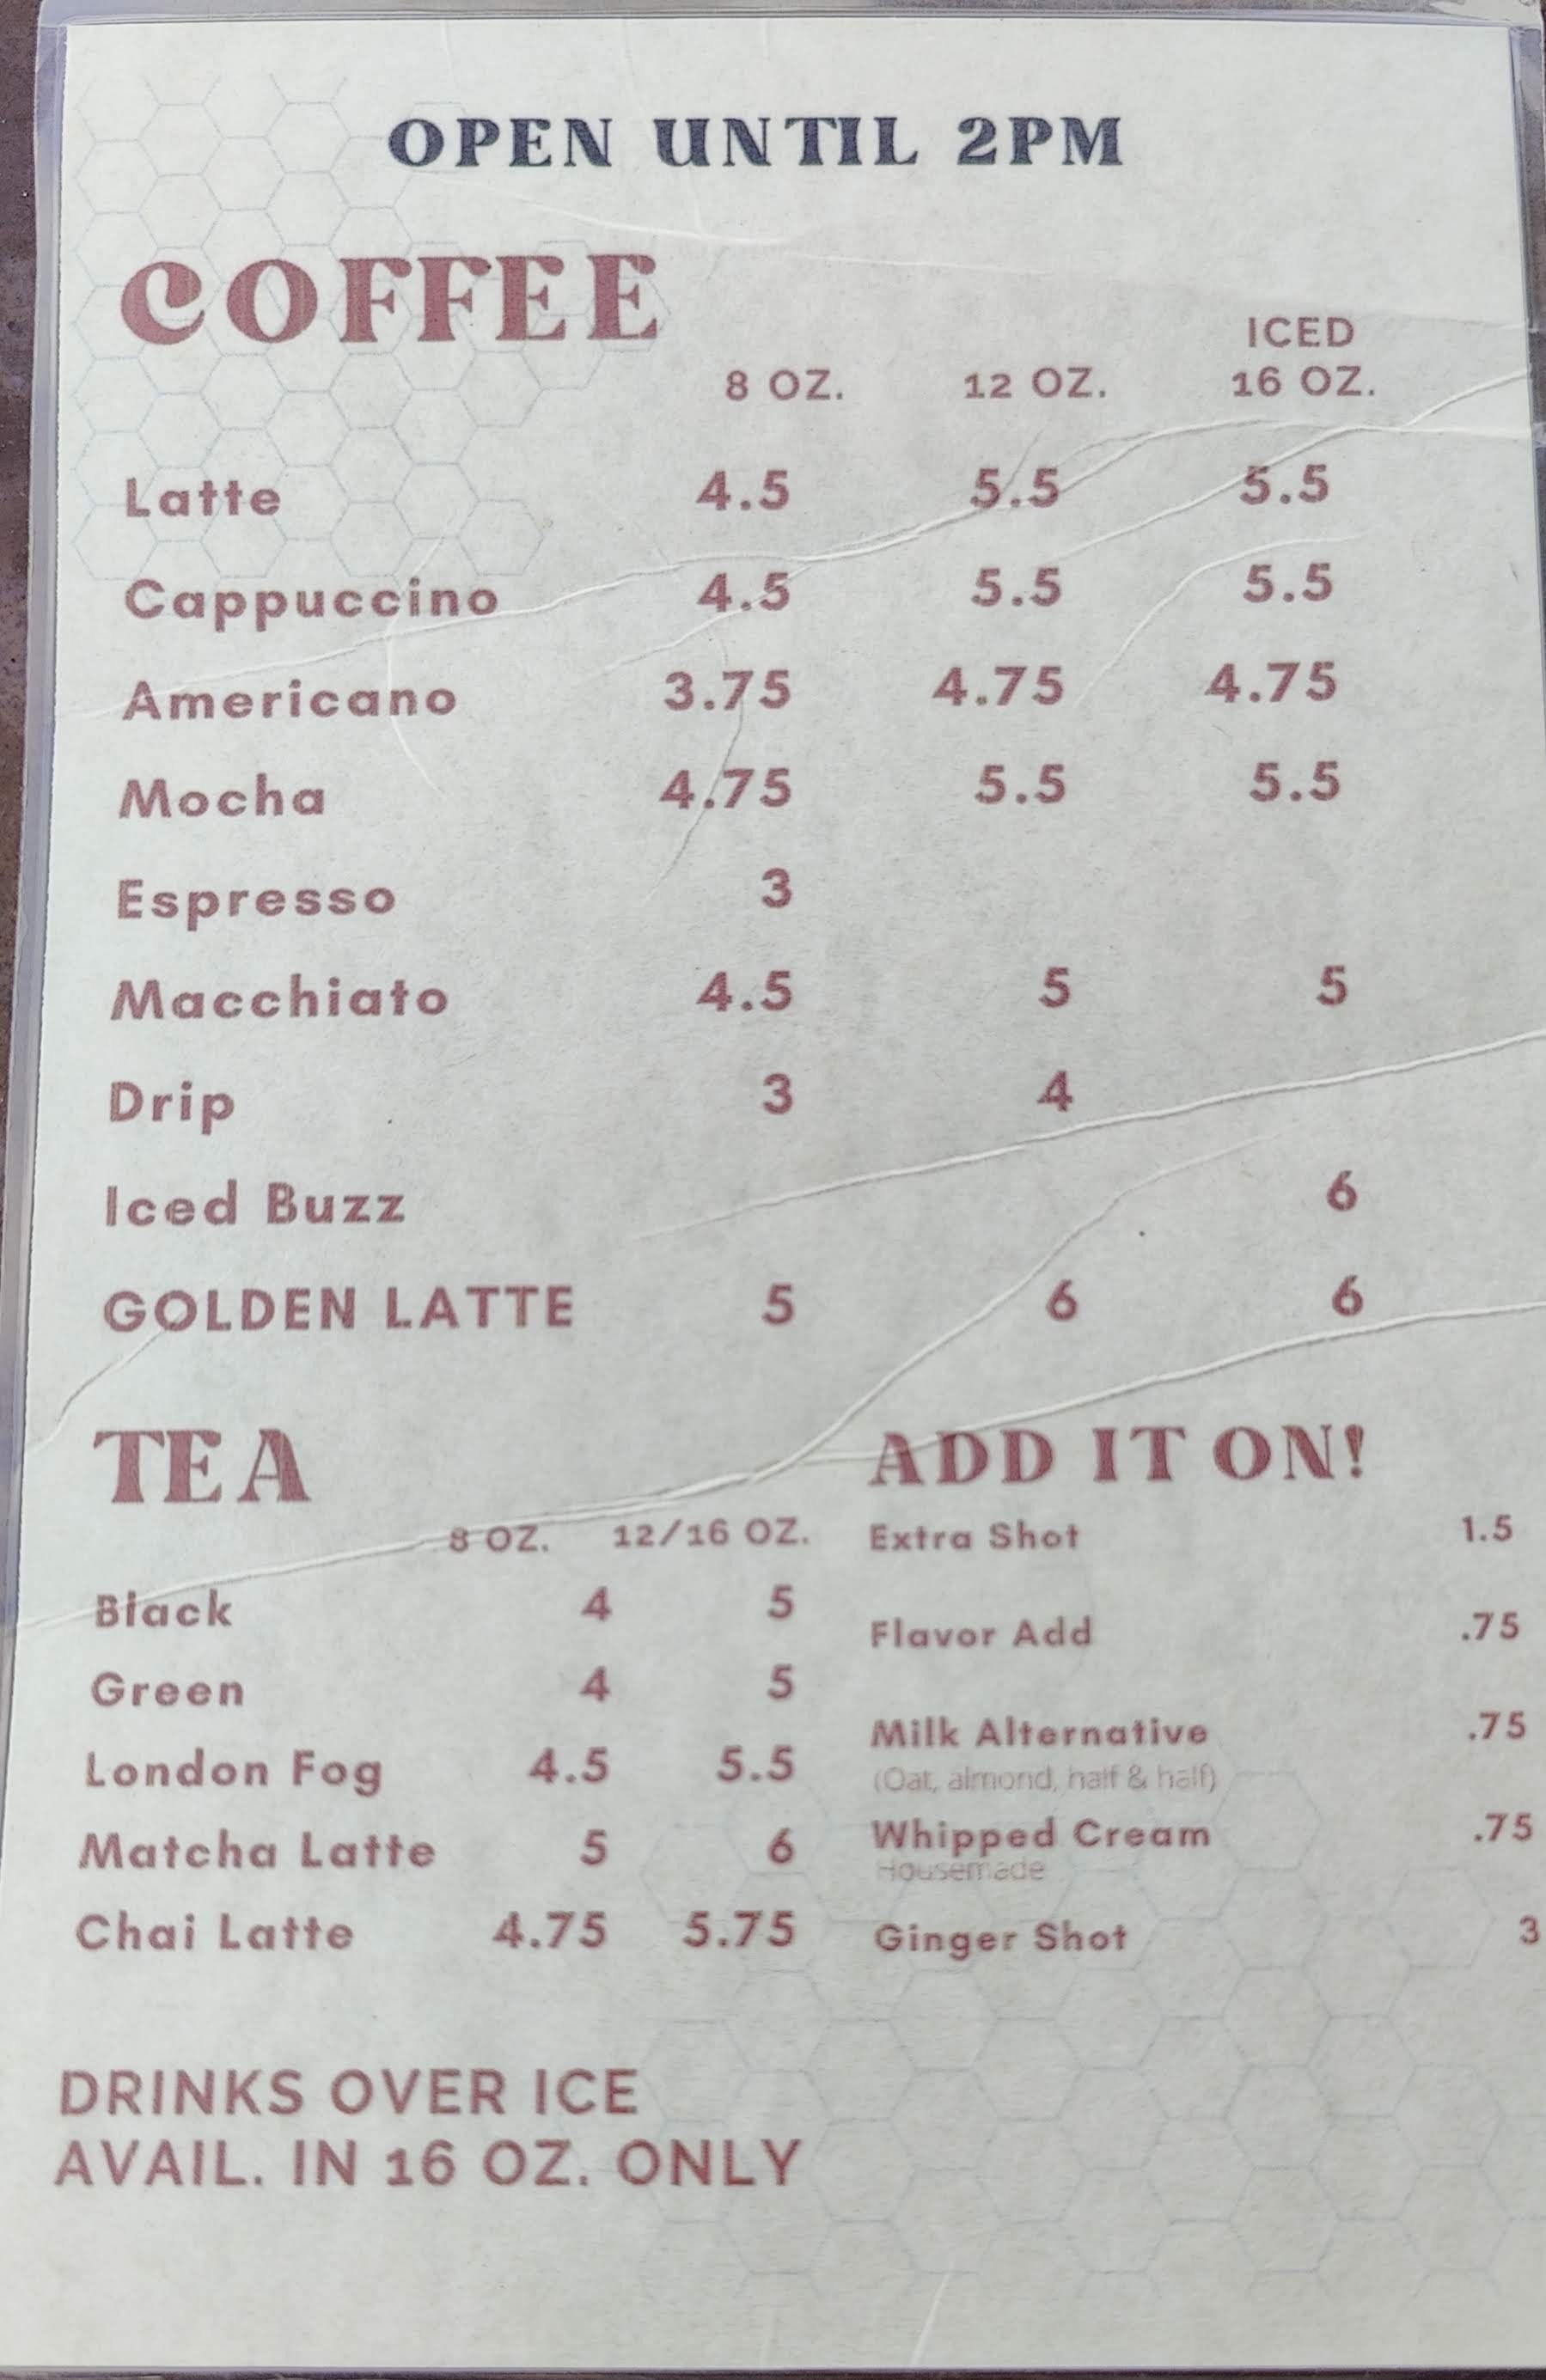 OPEN UNTIL 2PM
COFFEE
ICED
8 OZ. 12 OZ. 16 OZ.
Latte 4.5 5.5 5.5
Cappuccino 4.5 5.5 5.5
Americano 3.75 4.75 4.75
Mocha 4.75 5.5 5.5
Espresso 3
Macchiato 4.5 5 5
Drip 3 4
Iced Buzz 6
GOLDEN LATTE 5 6 6
TEA
8 OZ. 12/16 OZ.
Black 4 5
Green 4 5
London Fog 4.5 5.5
Matcha Latte 5 6
Chai Latte 4.75 5.75
ADD IT ON!
Extra Shot 1.5
Flavor Add .75
Milk Alternative .75
(Oat, almond, half & half)
Whipped Cream .75
Housemade
Ginger Shot 3
DRINKS OVER ICE
AVAIL. IN 16 OZ. ONLY